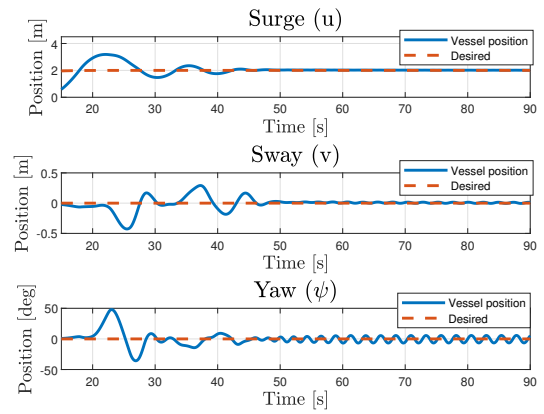 Surge (u)
Position [m]
4
2
0
Vessel position
Desired
20 30 40 50 60 70 80 90
Time [s]
Sway (v)
Position [m]
0.5
0
-0.5
Vessel position
Desired
20 30 40 50 60 70 80 90
Time [s]
Yaw (ψ)
Position [deg]
50
0
-50
Vessel position
Desired
20 30 40 50 60 70 80 90
Time [s]